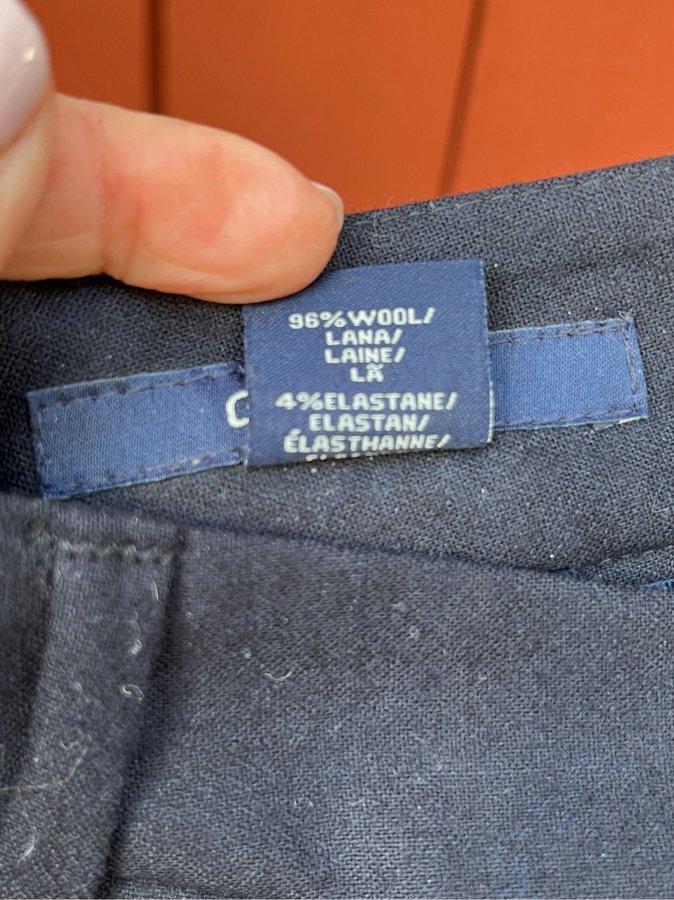 96%WOOL/
LANA/
LAINE/
LÃ
4%ELASTANE/
ELASTAN/
ÉLASTHANNE/